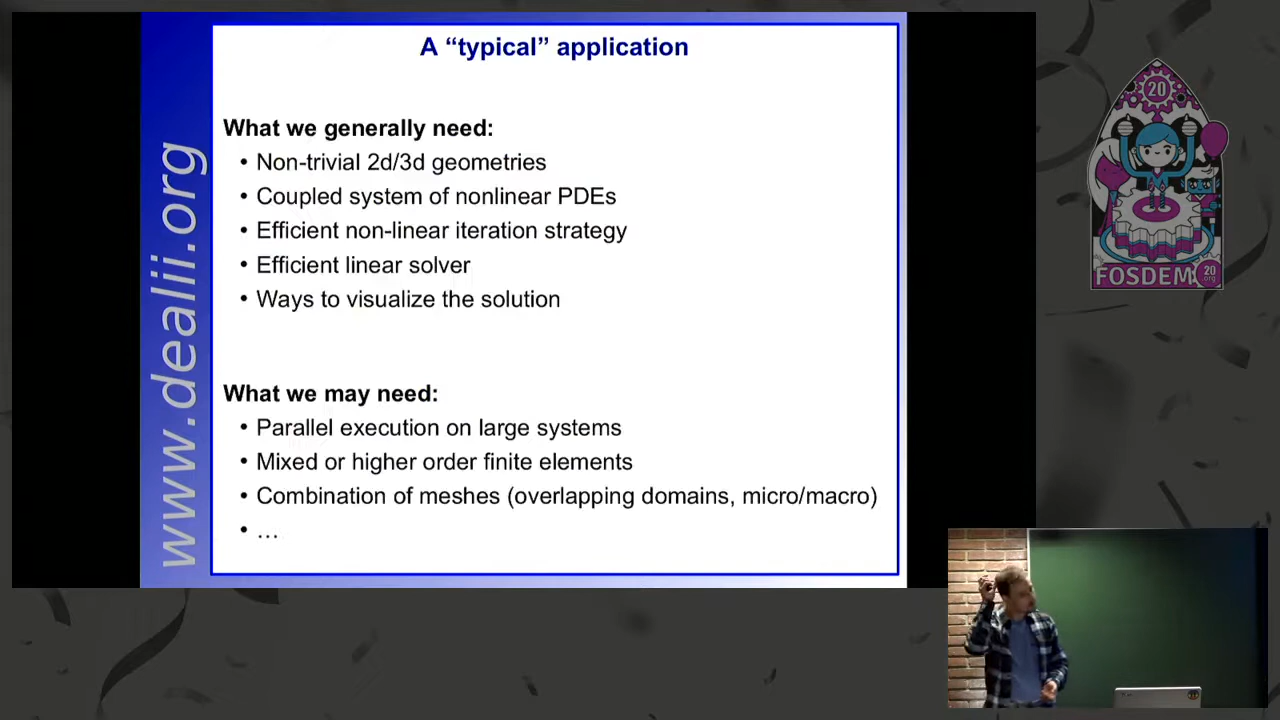 A “typical” application
What we generally need:
• Non-trivial 2d/3d geometries
• Coupled system of nonlinear PDEs
• Efficient non-linear iteration strategy
• Efficient linear solver
• Ways to visualize the solution
What we may need:
• Parallel execution on large systems
• Mixed or higher order finite elements
• Combination of meshes (overlapping domains, micro/macro)
• …
www.dealii.org
20
FOSDEM
20
.org